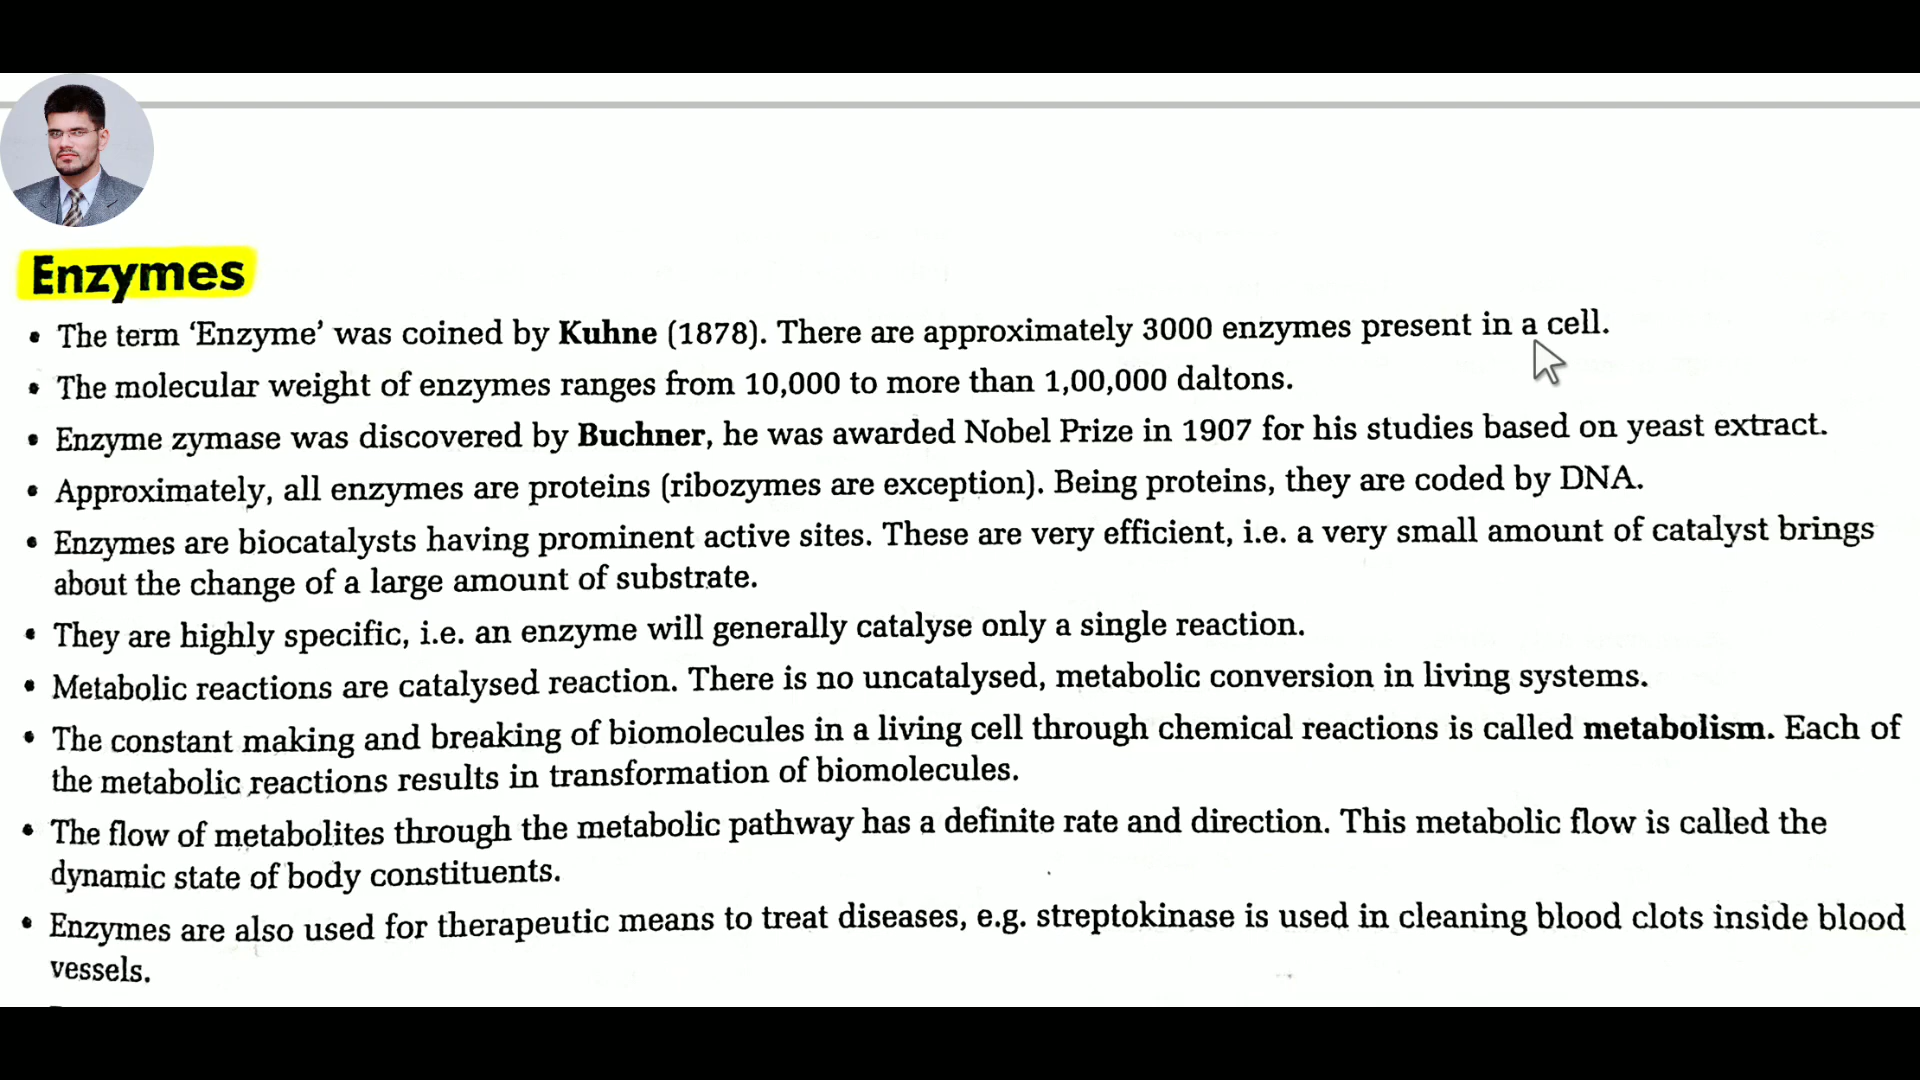 Enzymes
• The term ‘Enzyme’ was coined by Kuhne (1878). There are approximately 3000 enzymes present in a cell.
• The molecular weight of enzymes ranges from 10,000 to more than 1,00,000 daltons.
• Enzyme zymase was discovered by Buchner, he was awarded Nobel Prize in 1907 for his studies based on yeast extract.
• Approximately, all enzymes are proteins (ribozymes are exception). Being proteins, they are coded by DNA.
• Enzymes are biocatalysts having prominent active sites. These are very efficient, i.e. a very small amount of catalyst brings
about the change of a large amount of substrate.
• They are highly specific, i.e. an enzyme will generally catalyse only a single reaction.
• Metabolic reactions are catalysed reaction. There is no uncatalysed, metabolic conversion in living systems.
• The constant making and breaking of biomolecules in a living cell through chemical reactions is called metabolism. Each of
the metabolic reactions results in transformation of biomolecules.
• The flow of metabolites through the metabolic pathway has a definite rate and direction. This metabolic flow is called the
dynamic state of body constituents.
• Enzymes are also used for therapeutic means to treat diseases, e.g. streptokinase is used in cleaning blood clots inside blood
vessels.